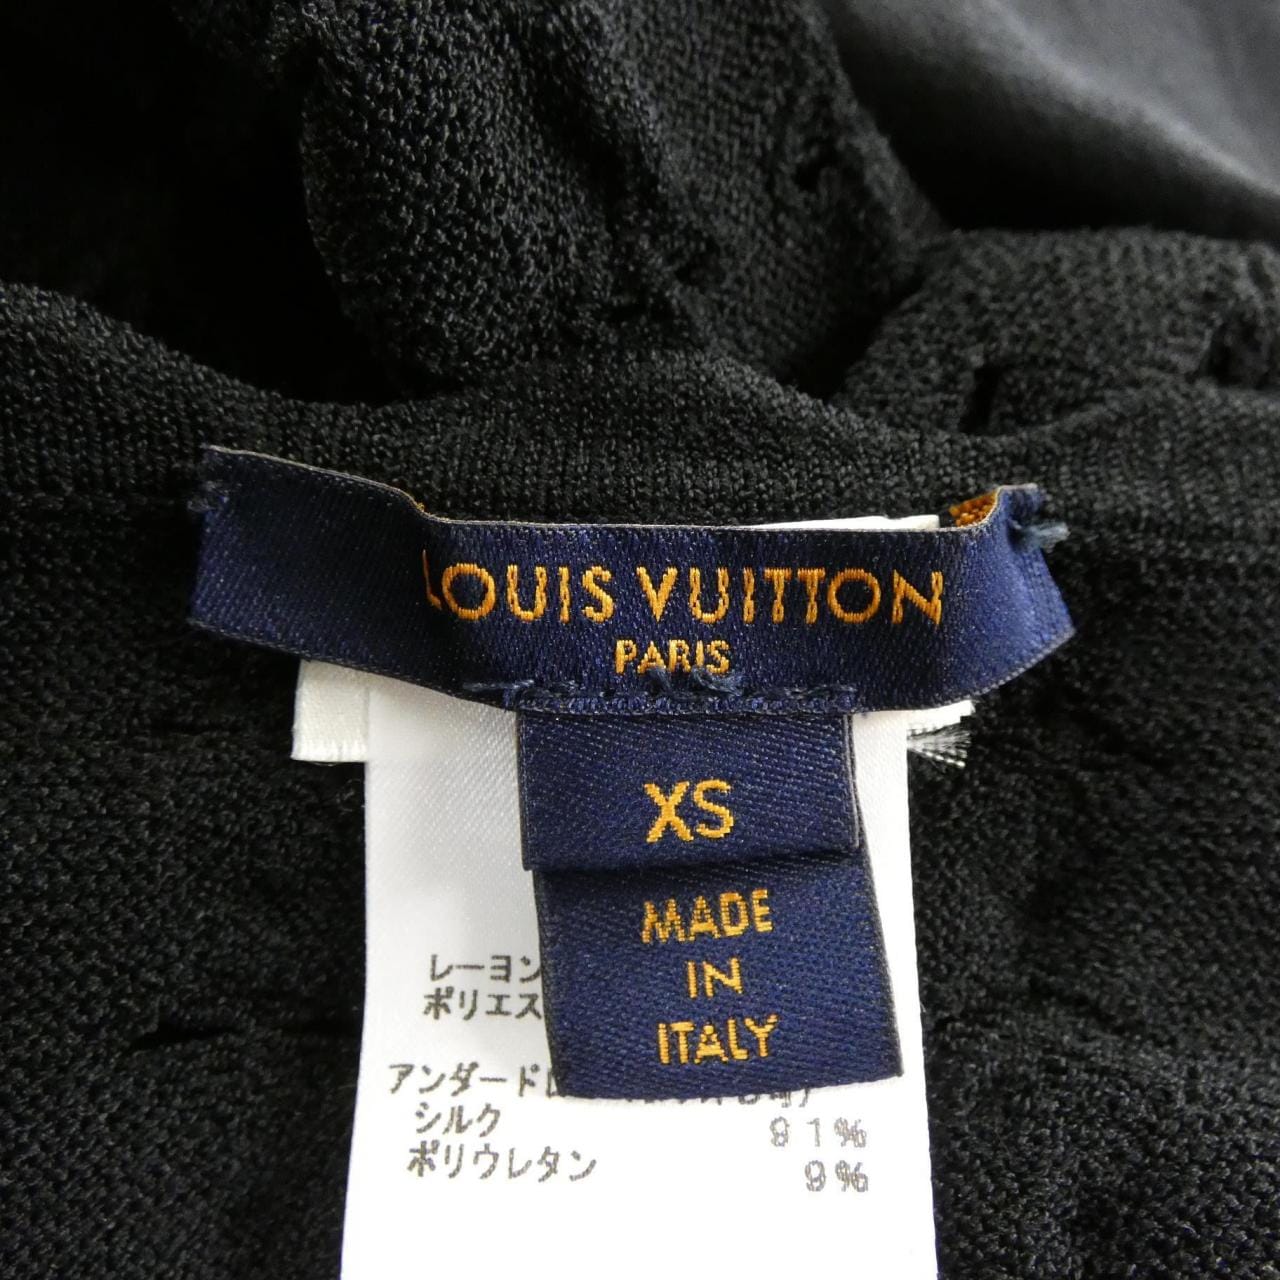 LOUIS VUITTON
PARIS
XS
MADE
IN
ITALY
レーヨン
ポリエス
アンダード
シルク 91%
ポリウレタン 9%